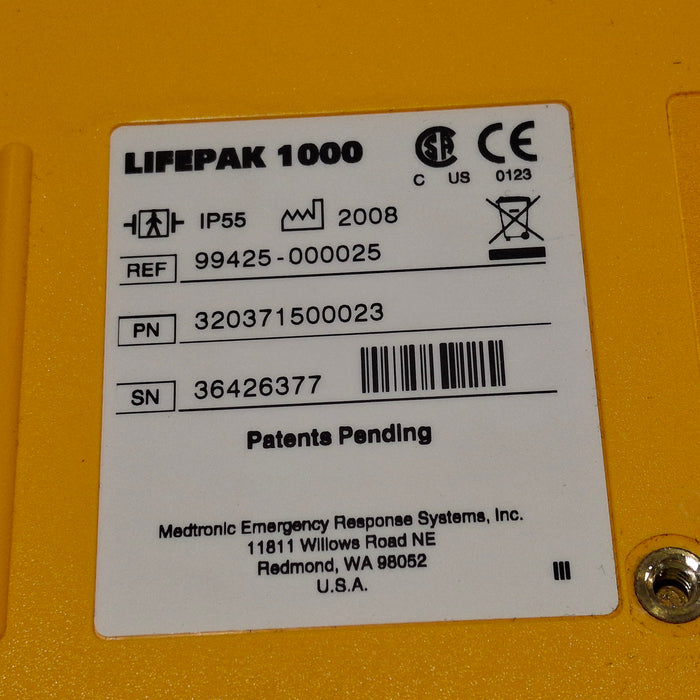 LIFEPAK 1000
C US 0123
IP55 2008
REF 99425-000025
PN 320371500023
SN 36426377
Patents Pending
Medtronic Emergency Response Systems, Inc.
11811 Willows Road NE
Redmond, WA 98052
U.S.A.